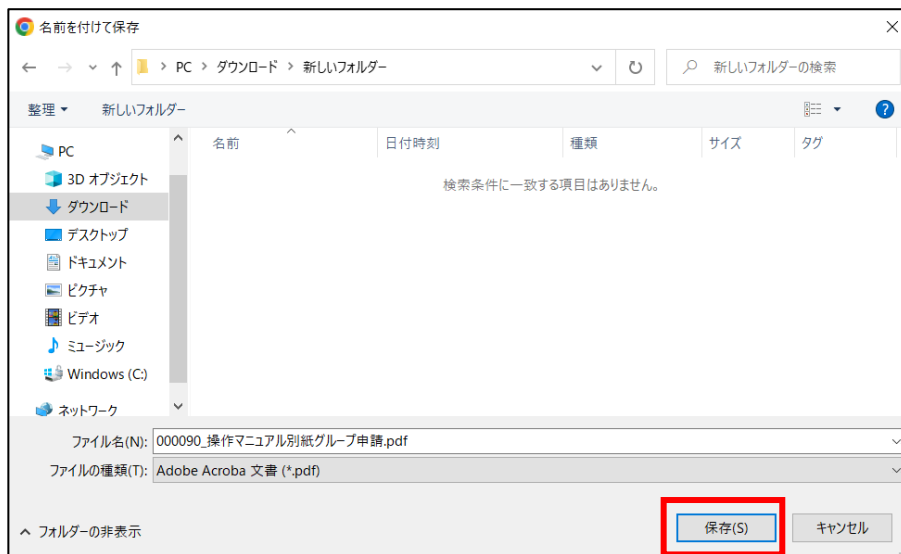 名前を付けて保存
PC > ダウンロード > 新しいフォルダー
新しいフォルダーの検索
整理 新しいフォルダー
名前 日付時刻 種類 サイズ タグ
検索条件に一致する項目はありません。
PC
3D オブジェクト
ダウンロード
デスクトップ
ドキュメント
ピクチャ
ビデオ
ミュージック
Windows (C:)
ネットワーク
ファイル名(N): 000090_操作マニュアル別紙グループ申請.pdf
ファイルの種類(T): Adobe Acroba 文書 (*.pdf)
フォルダーの非表示
保存(S) キャンセル